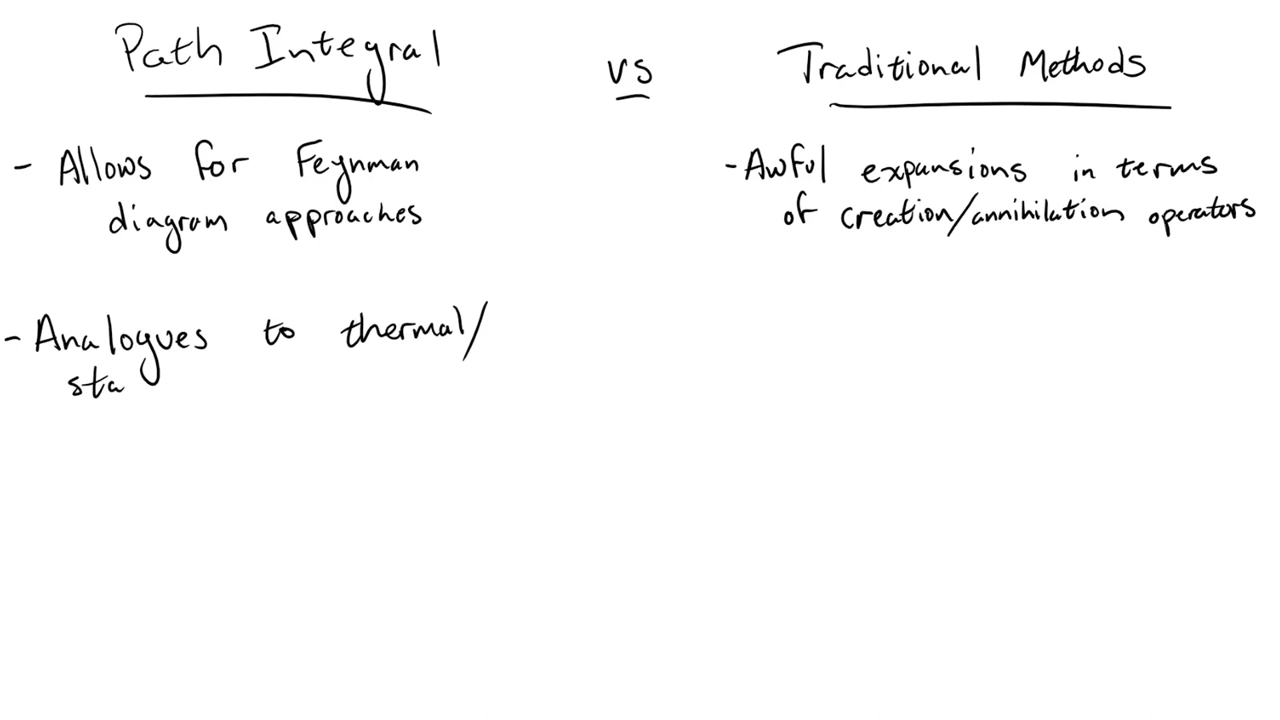 Path Integral
vs
Traditional Methods
- Allows for Feynman
diagram approaches
- Awful expansions in terms
of creation/annihilation operators
- Analogues to thermal/
sta